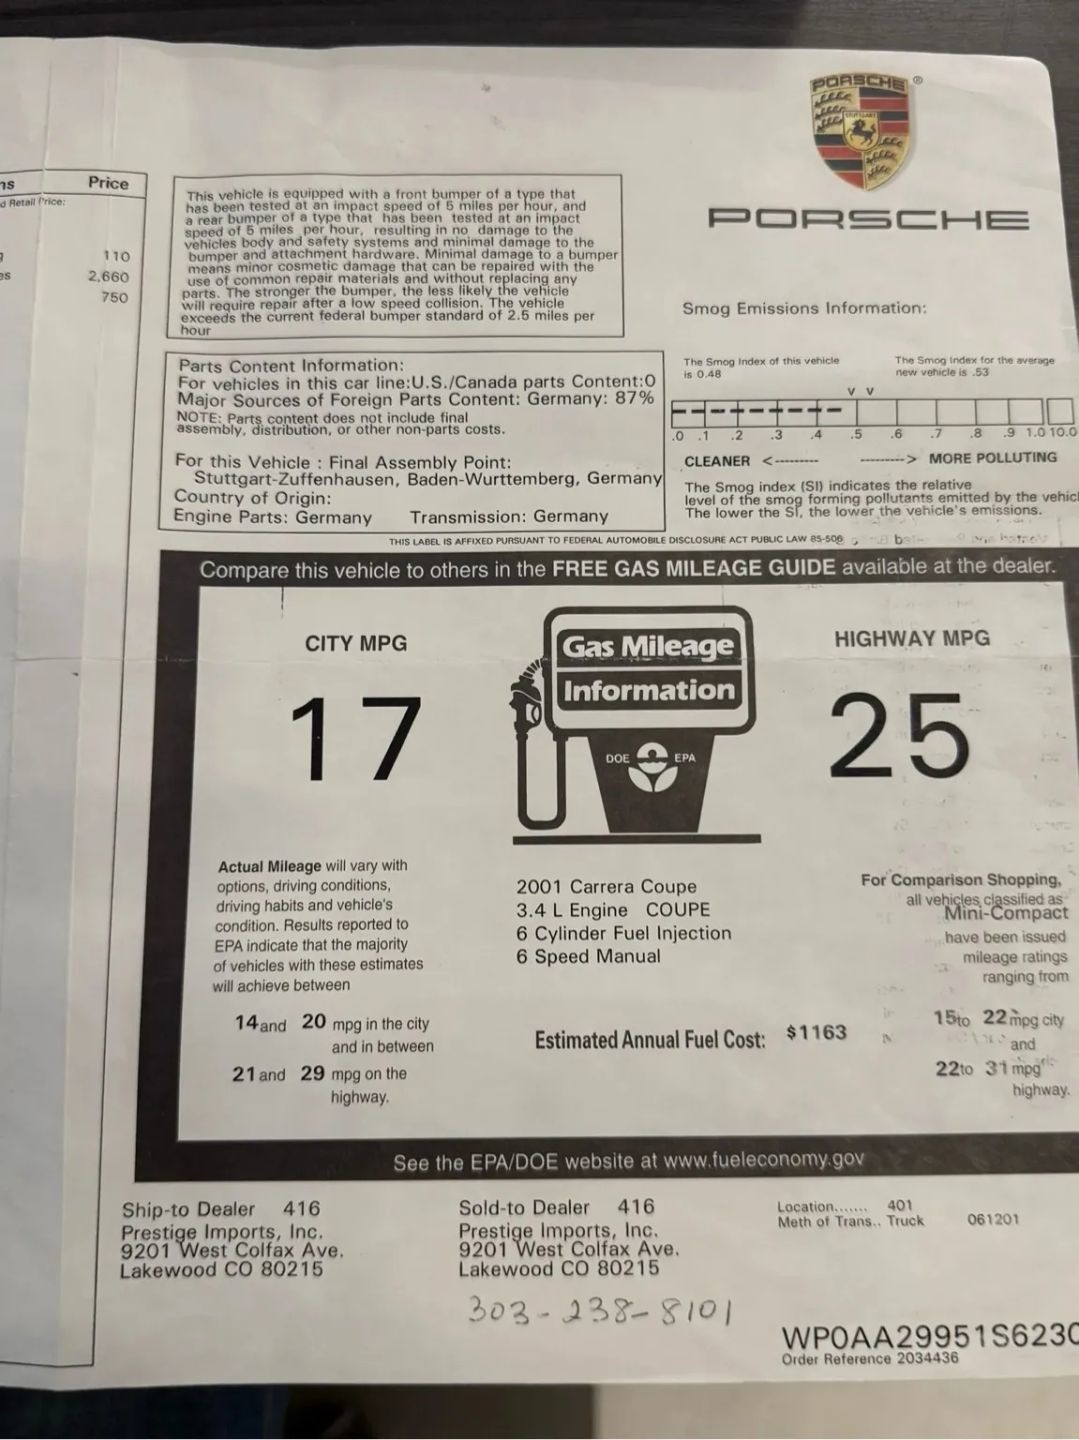 Price
d Retail Price:
110
2,660
750
This vehicle is equipped with a front bumper of a type that
has been tested at an impact speed of 5 miles per hour, and
a rear bumper of a type that has been tested at an impact
speed of 5 miles per hour, resulting in no damage to the
vehicles body and safety systems and minimal damage to the
bumper and attachment hardware. Minimal damage to a bumper
means minor cosmetic damage that can be repaired with the
use of common repair materials and without replacing any
parts. The stronger the bumper, the less likely the vehicle
will require repair after a low speed collision. The vehicle
exceeds the current federal bumper standard of 2.5 miles per
hour
PORSCHE ®
STUTTGART
PORSCHE
Smog Emissions Information:
The Smog Index of this vehicle
is 0.48
The Smog Index for the average
new vehicle is .53
v v
.0 .1 .2 .3 .4 .5 .6 .7 .8 .9 1.0 10.0
CLEANER <--------- ---------> MORE POLLUTING
The Smog index (SI) indicates the relative
level of the smog forming pollutants emitted by the vehicl
The lower the SI, the lower the vehicle's emissions.
Parts Content Information:
For vehicles in this car line:U.S./Canada parts Content:0
Major Sources of Foreign Parts Content: Germany: 87%
NOTE: Parts content does not include final
assembly, distribution, or other non-parts costs.
For this Vehicle : Final Assembly Point:
Stuttgart-Zuffenhausen, Baden-Wurttemberg, Germany
Country of Origin:
Engine Parts: Germany Transmission: Germany
THIS LABEL IS AFFIXED PURSUANT TO FEDERAL AUTOMOBILE DISCLOSURE ACT PUBLIC LAW 85-506
Compare this vehicle to others in the FREE GAS MILEAGE GUIDE available at the dealer.
CITY MPG
17
Gas Mileage
Information
DOE EPA
HIGHWAY MPG
25
Actual Mileage will vary with
options, driving conditions,
driving habits and vehicle's
condition. Results reported to
EPA indicate that the majority
of vehicles with these estimates
will achieve between
14 and 20 mpg in the city
and in between
21 and 29 mpg on the
highway.
2001 Carrera Coupe
3.4 L Engine COUPE
6 Cylinder Fuel Injection
6 Speed Manual
Estimated Annual Fuel Cost: $1163
For Comparison Shopping,
all vehicles classified as
Mini-Compact
have been issued
mileage ratings
ranging from
15 to 22 mpg city
and
22 to 31 mpg
highway.
See the EPA/DOE website at www.fueleconomy.gov
Ship-to Dealer 416
Prestige Imports, Inc.
9201 West Colfax Ave.
Lakewood CO 80215
Sold-to Dealer 416
Prestige Imports, Inc.
9201 West Colfax Ave.
Lakewood CO 80215
303-238-8101
Location....... 401
Meth of Trans.. Truck 061201
WP0AA29951S6230
Order Reference 2034436